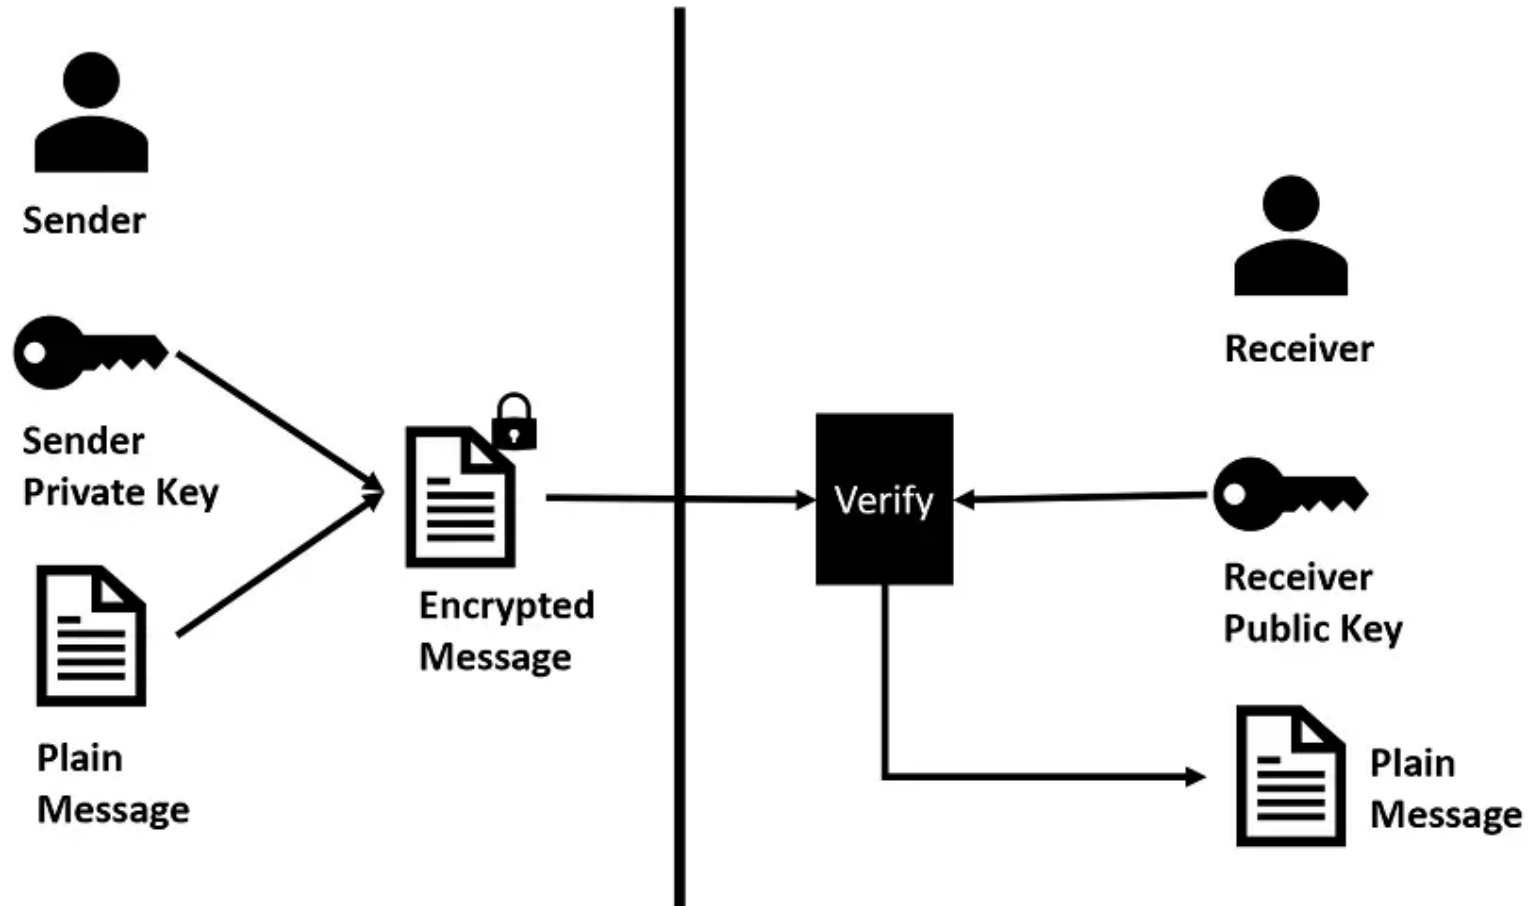 Sender
Sender
Private Key
Plain
Message
Encrypted
Message
Verify
Receiver
Receiver
Public Key
Plain
Message